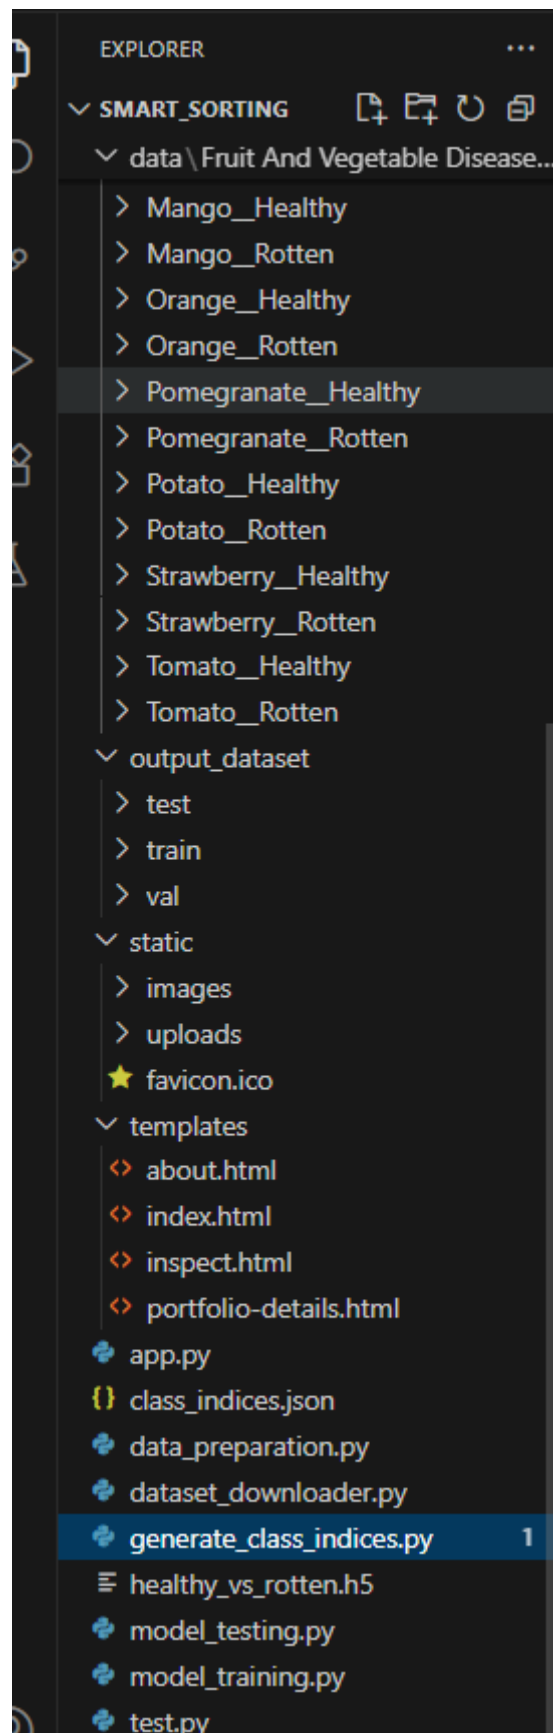 EXPLORER
SMART_SORTING
data\Fruit And Vegetable Disease...
Mango__Healthy
Mango__Rotten
Orange__Healthy
Orange__Rotten
Pomegranate__Healthy
Pomegranate__Rotten
Potato__Healthy
Potato__Rotten
Strawberry__Healthy
Strawberry__Rotten
Tomato__Healthy
Tomato__Rotten
output_dataset
test
train
val
static
images
uploads
favicon.ico
templates
about.html
index.html
inspect.html
portfolio-details.html
app.py
class_indices.json
data_preparation.py
dataset_downloader.py
generate_class_indices.py 1
healthy_vs_rotten.h5
model_testing.py
model_training.py
test.py